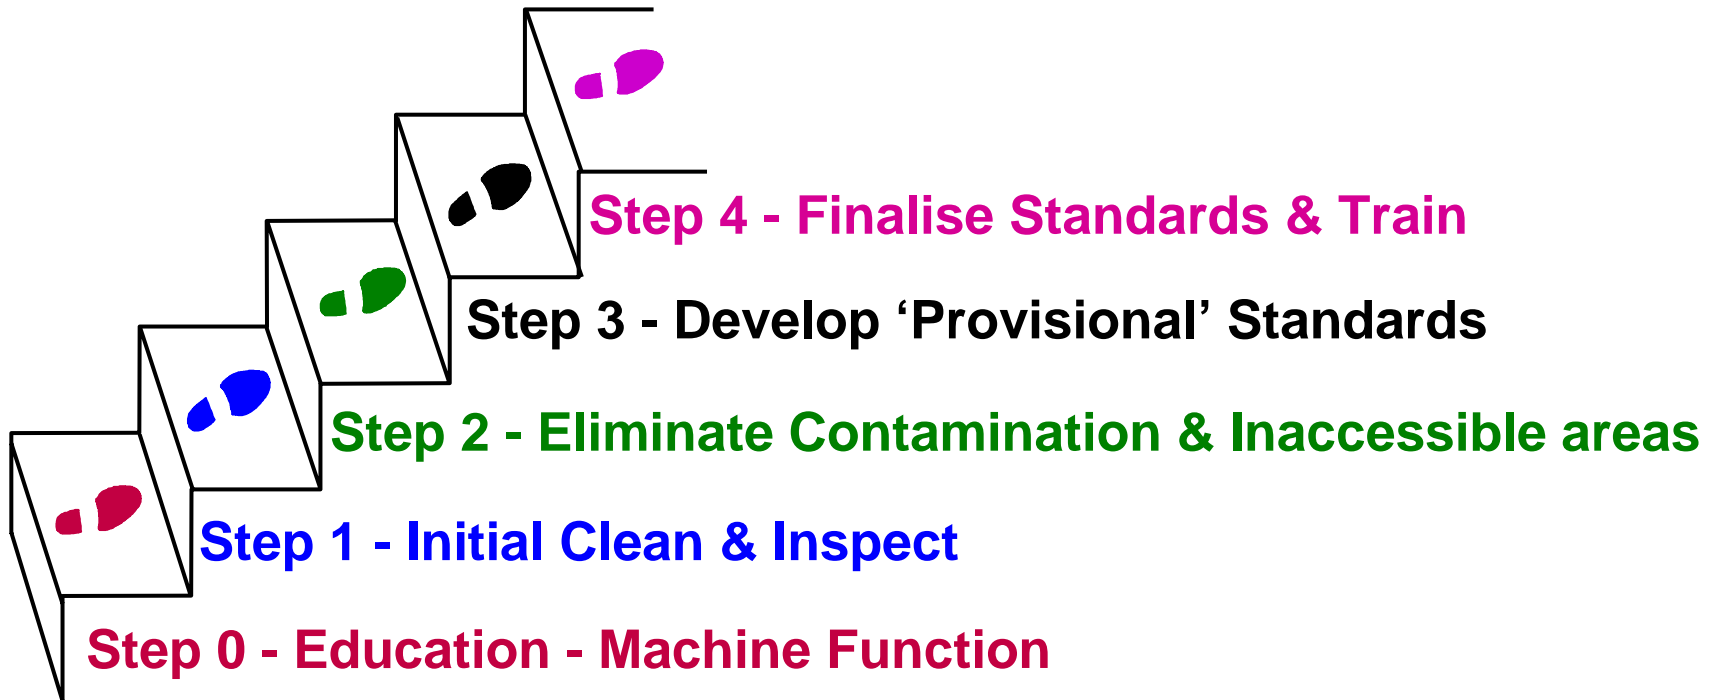 Step 4 - Finalise Standards & Train
Step 3 - Develop ‘Provisional’ Standards
Step 2 - Eliminate Contamination & Inaccessible areas
Step 1 - Initial Clean & Inspect
Step 0 - Education - Machine Function